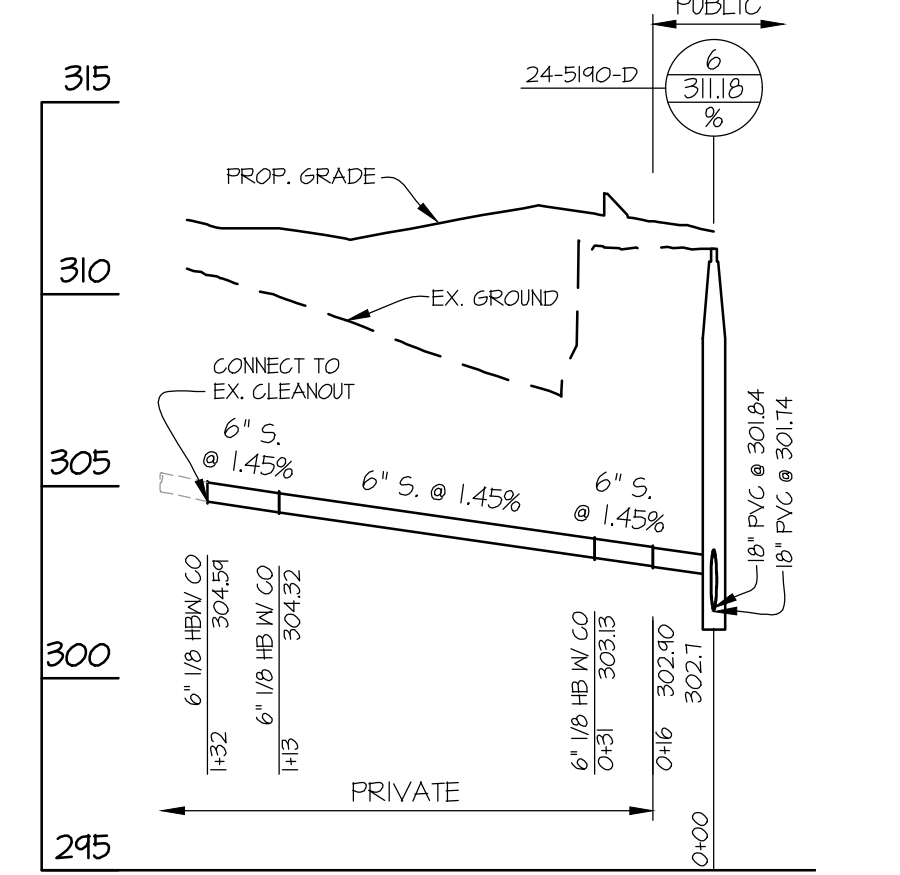 PUBLIC
24-5190-D
6
311.18
%
315
PROP. GRADE
310
EX. GROUND
CONNECT TO
EX. CLEANOUT
6" S.
@ 1.45%
305
6" S. @ 1.45%
6" S.
@ 1.45%
18" PVC @ 301.84
18" PVC @ 301.74
300
6" 1/8 HBW/ CO
304.59
1+32
6" 1/8 HB W/ CO
304.32
1+13
6" 1/8 HB W/ CO
303.13
0+31
302.90
0+16
302.7
PRIVATE
0+00
295